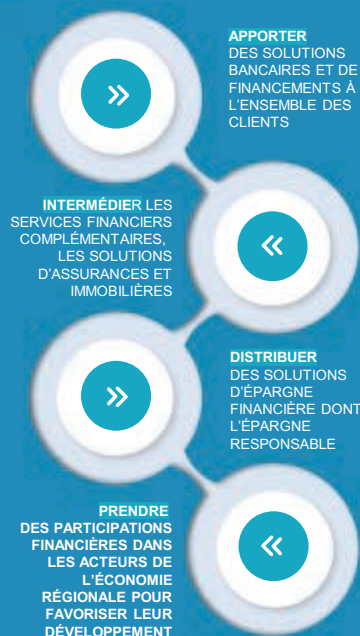 APPORTER
DES SOLUTIONS
BANCAIRES ET DE
FINANCEMENTS À
L'ENSEMBLE DES
CLIENTS
INTERMÉDIER LES
SERVICES FINANCIERS
COMPLÉMENTAIRES,
LES SOLUTIONS
D'ASSURANCES ET
IMMOBILIÈRES
DISTRIBUER
DES SOLUTIONS
D'ÉPARGNE
FINANCIÈRE DONT
L'ÉPARGNE
RESPONSABLE
PRENDRE
DES PARTICIPATIONS
FINANCIÈRES DANS
LES ACTEURS DE
L'ÉCONOMIE
RÉGIONALE POUR
FAVORISER LEUR
DÉVELOPPEMENT